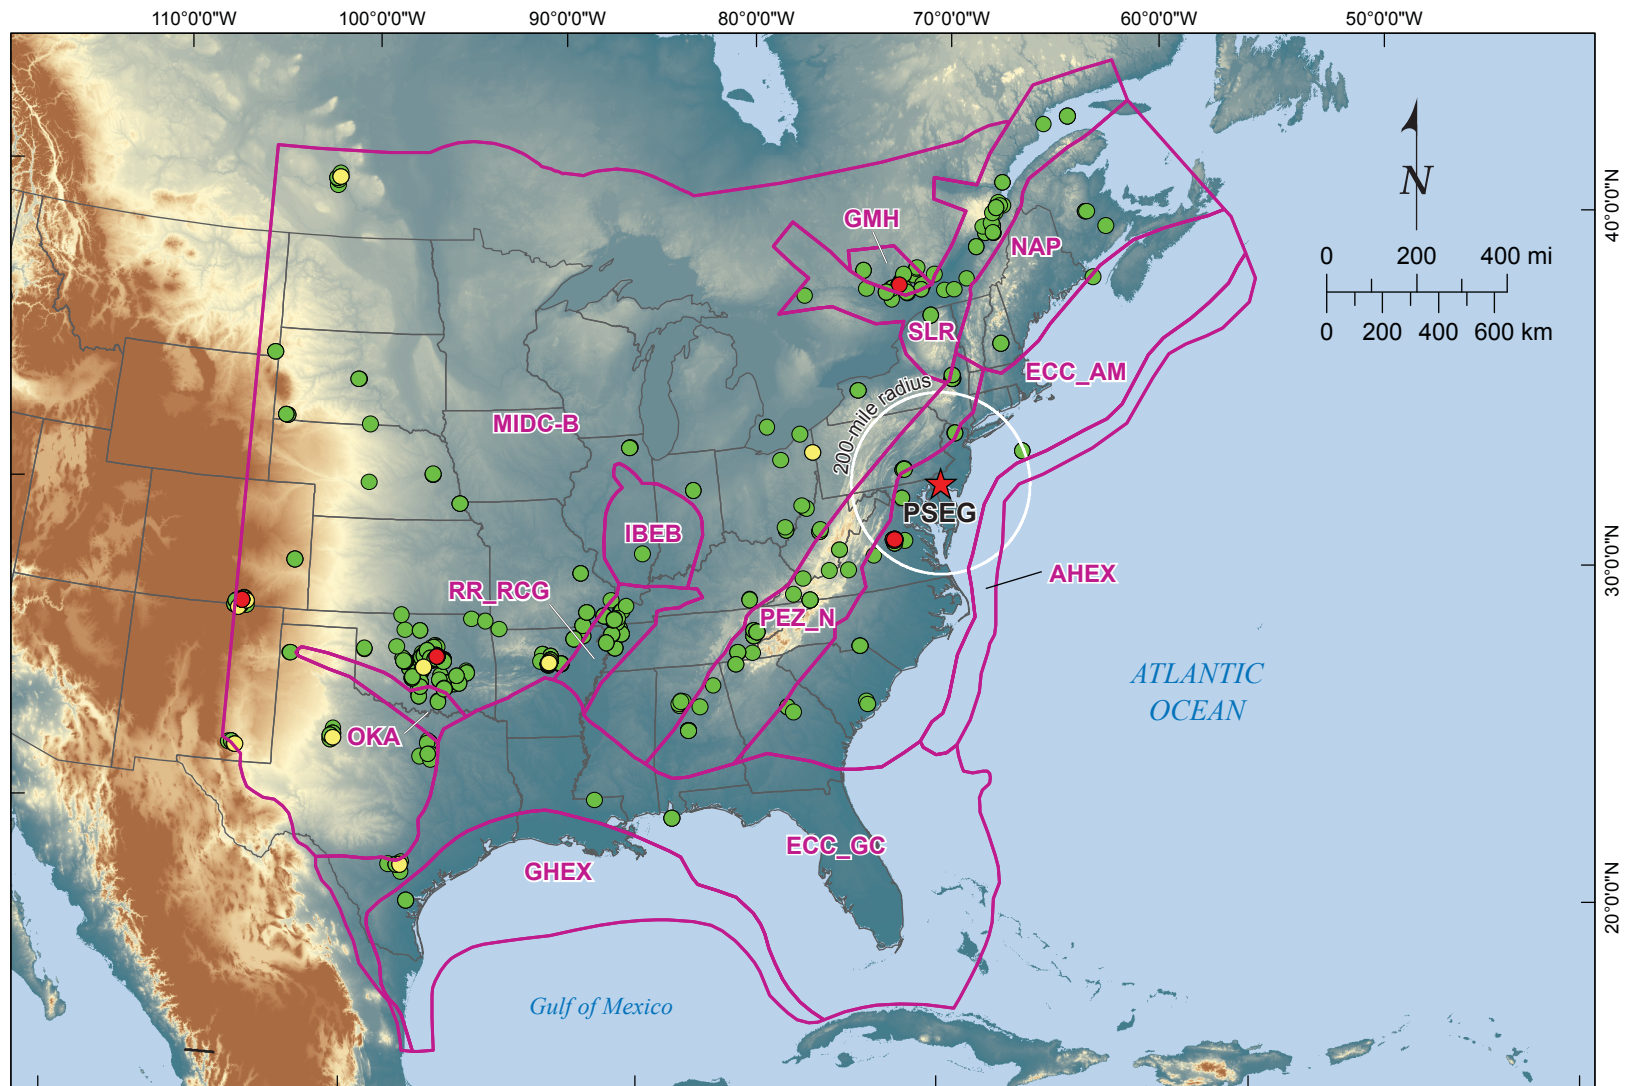 110°0'0"W 100°0'0"W 90°0'0"W 80°0'0"W 70°0'0"W 60°0'0"W 50°0'0"W
N
40°0'0"N
GMH
NAP
0 200 400 mi
0 200 400 600 km
SLR
ECC_AM
200-mile radius
MIDC-B
PSEG
IBEB
30°0'0"N
AHEX
RR_RCG
PEZ_N
ATLANTIC
OCEAN
OKA
ECC_GC
GHEX
20°0'0"N
Gulf of Mexico